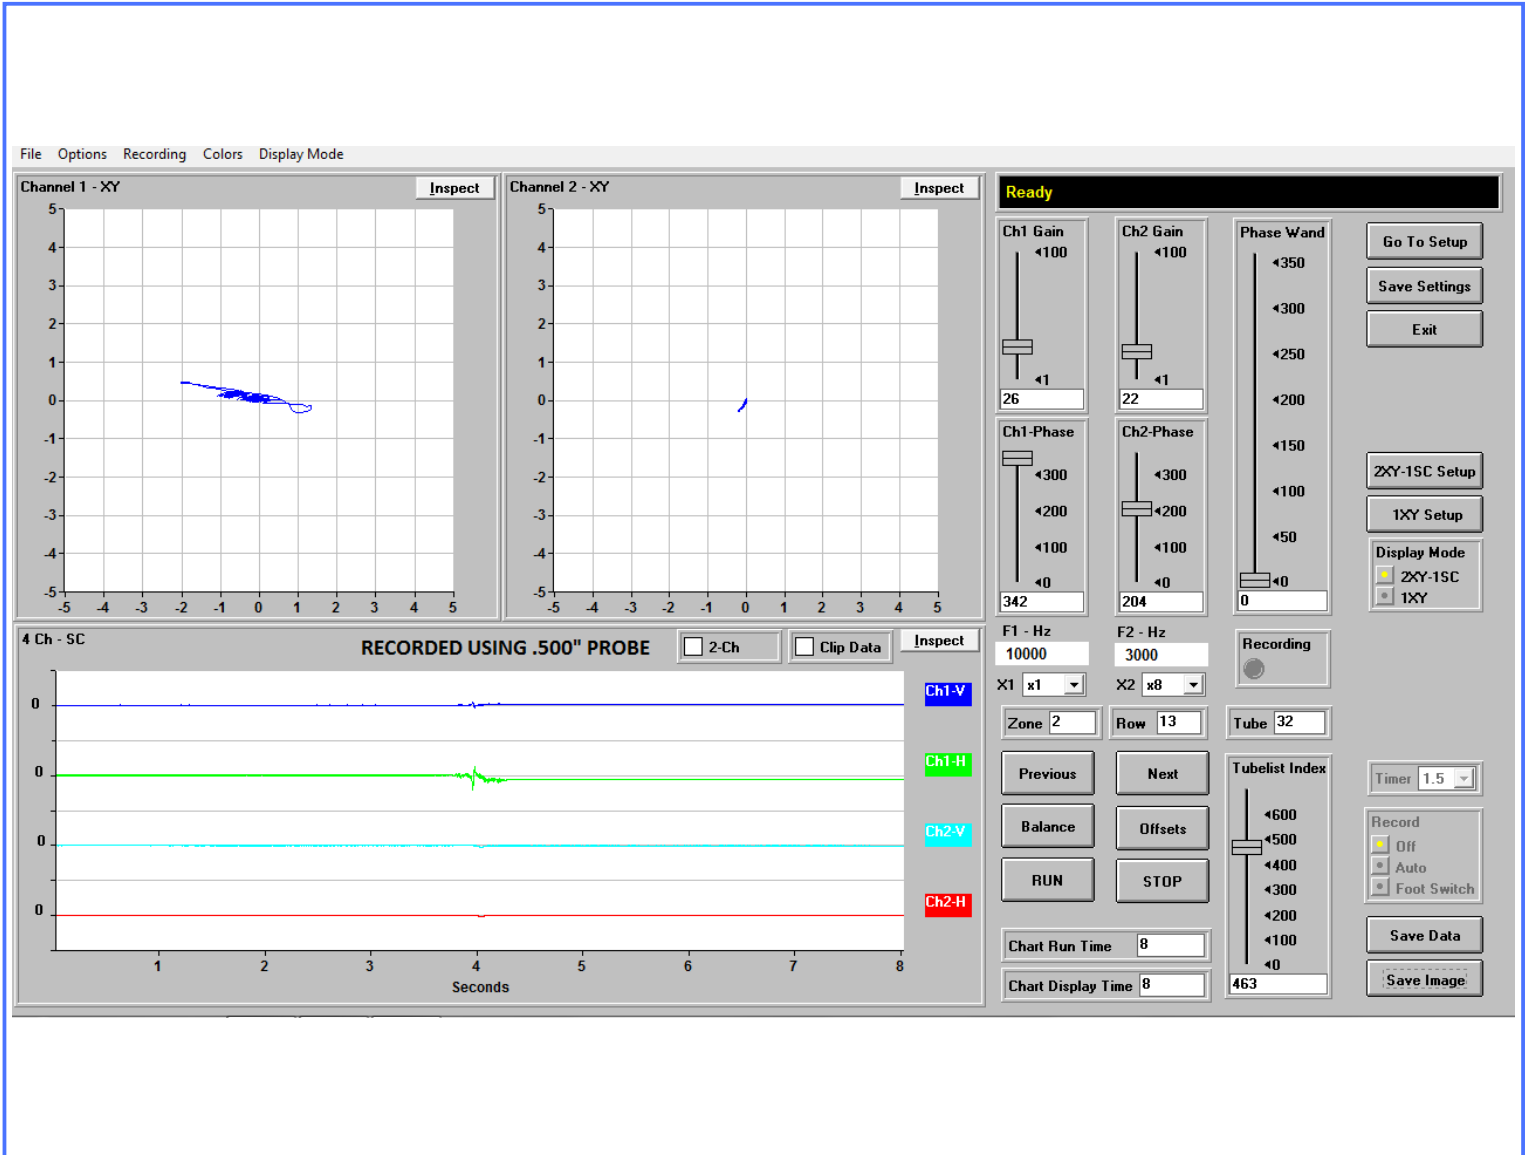 File Options Recording Colors Display Mode
Channel 1 - XY
Inspect
5
4
3
2
1
0
-1
-2
-3
-4
-5
-5 -4 -3 -2 -1 0 1 2 3 4 5
Channel 2 - XY
Inspect
5
4
3
2
1
0
-1
-2
-3
-4
-5
-5 -4 -3 -2 -1 0 1 2 3 4 5
4 Ch - SC
RECORDED USING .500" PROBE
2-Ch
Clip Data
Inspect
0
Ch1-V
0
Ch1-H
0
Ch2-V
0
Ch2-H
1 2 3 4 5 6 7 8
Seconds
Ready
Ch1 Gain
100
1
26
Ch2 Gain
100
1
22
Phase Wand
350
300
250
200
150
100
50
0
0
Ch1-Phase
300
200
100
0
342
Ch2-Phase
300
200
100
0
204
Go To Setup
Save Settings
Exit
2XY-1SC Setup
1XY Setup
Display Mode
2XY-1SC
1XY
F1 - Hz
10000
F2 - Hz
3000
Recording
X1 x1
X2 x8
Zone 2
Row 13
Tube 32
Previous
Next
Balance
Offsets
RUN
STOP
Chart Run Time 8
Chart Display Time 8
Tubelist Index
600
500
400
300
200
100
0
463
Timer 1.5
Record
Off
Auto
Foot Switch
Save Data
Save Image